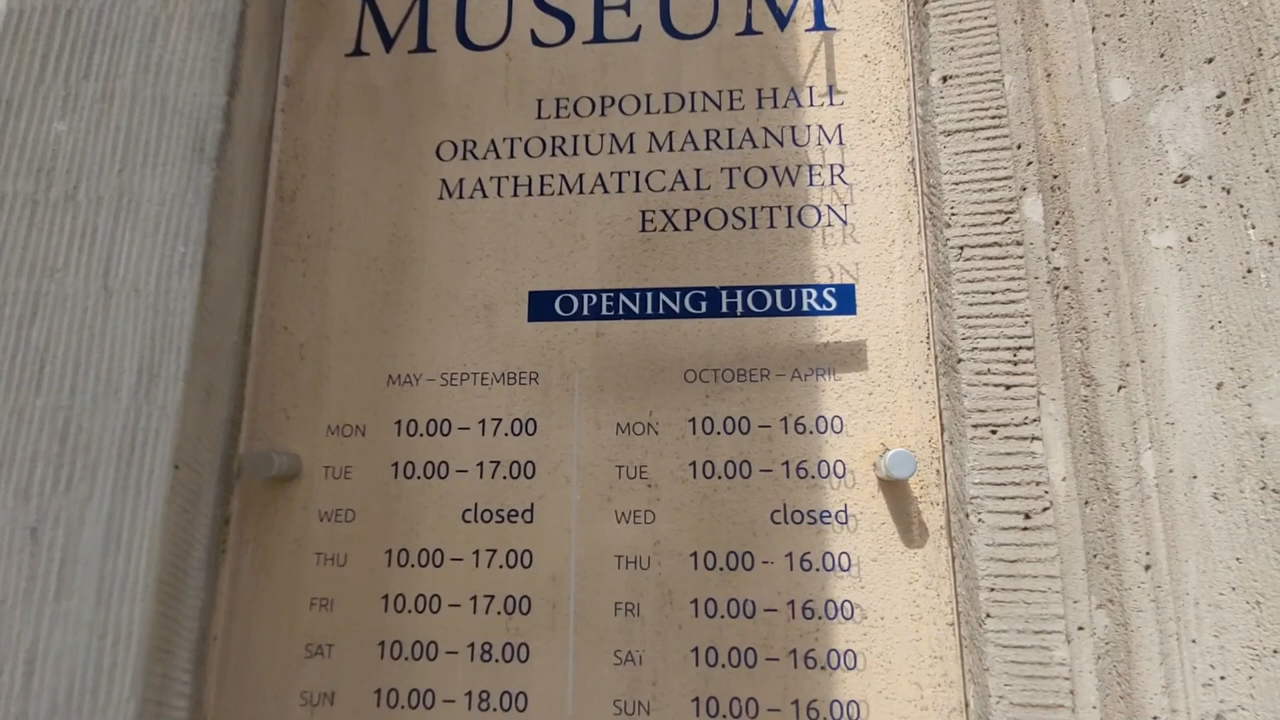 MUSEUM
LEOPOLDINE HALL
ORATORIUM MARIANUM
MATHEMATICAL TOWER
EXPOSITION
OPENING HOURS
MAY – SEPTEMBER OCTOBER – APRIL
MON 10.00 – 17.00 MON 10.00 – 16.00
TUE 10.00 – 17.00 TUE 10.00 – 16.00
WED closed WED closed
THU 10.00 – 17.00 THU 10.00 – 16.00
FRI 10.00 – 17.00 FRI 10.00 – 16.00
SAT 10.00 – 18.00 SAT 10.00 – 16.00
SUN 10.00 – 18.00 SUN 10.00 – 16.00